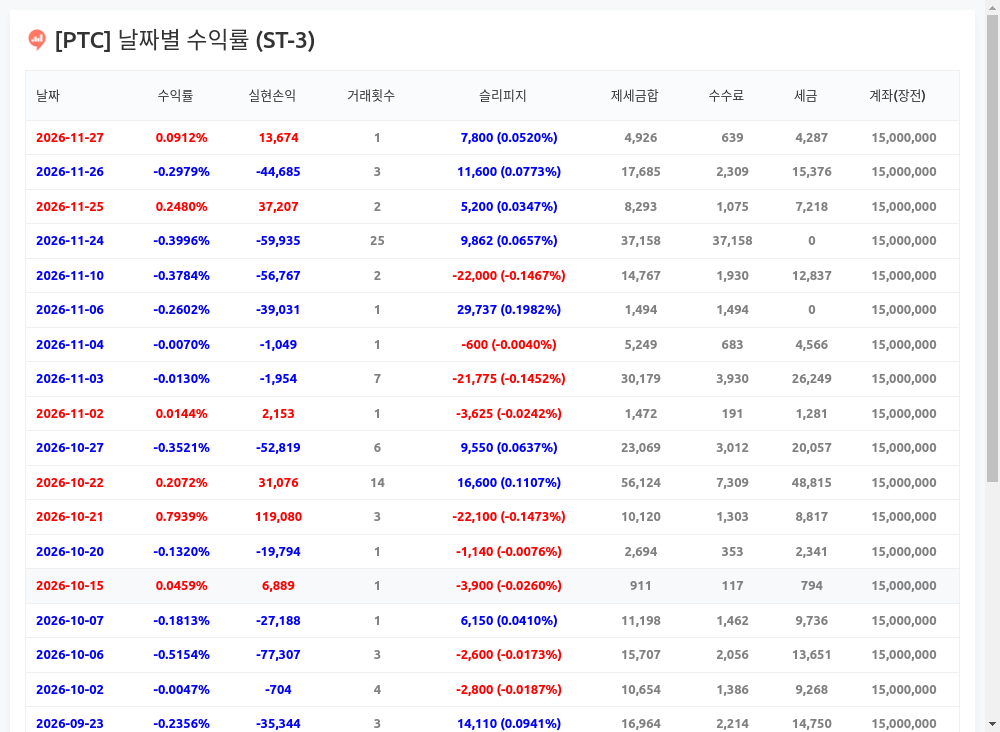 [PTC] 날짜별 수익률 (ST-3)
날짜 수익률 실현손익 거래횟수 슬리피지 제세금합 수수료 세금 계좌(장전)
2026-11-27 0.0912% 13,674 1 7,800 (0.0520%) 4,926 639 4,287 15,000,000
2026-11-26 -0.2979% -44,685 3 11,600 (0.0773%) 17,685 2,309 15,376 15,000,000
2026-11-25 0.2480% 37,207 2 5,200 (0.0347%) 8,293 1,075 7,218 15,000,000
2026-11-24 -0.3996% -59,935 25 9,862 (0.0657%) 37,158 37,158 0 15,000,000
2026-11-10 -0.3784% -56,767 2 -22,000 (-0.1467%) 14,767 1,930 12,837 15,000,000
2026-11-06 -0.2602% -39,031 1 29,737 (0.1982%) 1,494 1,494 0 15,000,000
2026-11-04 -0.0070% -1,049 1 -600 (-0.0040%) 5,249 683 4,566 15,000,000
2026-11-03 -0.0130% -1,954 7 -21,775 (-0.1452%) 30,179 3,930 26,249 15,000,000
2026-11-02 0.0144% 2,153 1 -3,625 (-0.0242%) 1,472 191 1,281 15,000,000
2026-10-27 -0.3521% -52,819 6 9,550 (0.0637%) 23,069 3,012 20,057 15,000,000
2026-10-22 0.2072% 31,076 14 16,600 (0.1107%) 56,124 7,309 48,815 15,000,000
2026-10-21 0.7939% 119,080 3 -22,100 (-0.1473%) 10,120 1,303 8,817 15,000,000
2026-10-20 -0.1320% -19,794 1 -1,140 (-0.0076%) 2,694 353 2,341 15,000,000
2026-10-15 0.0459% 6,889 1 -3,900 (-0.0260%) 911 117 794 15,000,000
2026-10-07 -0.1813% -27,188 1 6,150 (0.0410%) 11,198 1,462 9,736 15,000,000
2026-10-06 -0.5154% -77,307 3 -2,600 (-0.0173%) 15,707 2,056 13,651 15,000,000
2026-10-02 -0.0047% -704 4 -2,800 (-0.0187%) 10,654 1,386 9,268 15,000,000
2026-09-23 -0.2356% -35,344 3 14,110 (0.0941%) 16,964 2,214 14,750 15,000,000